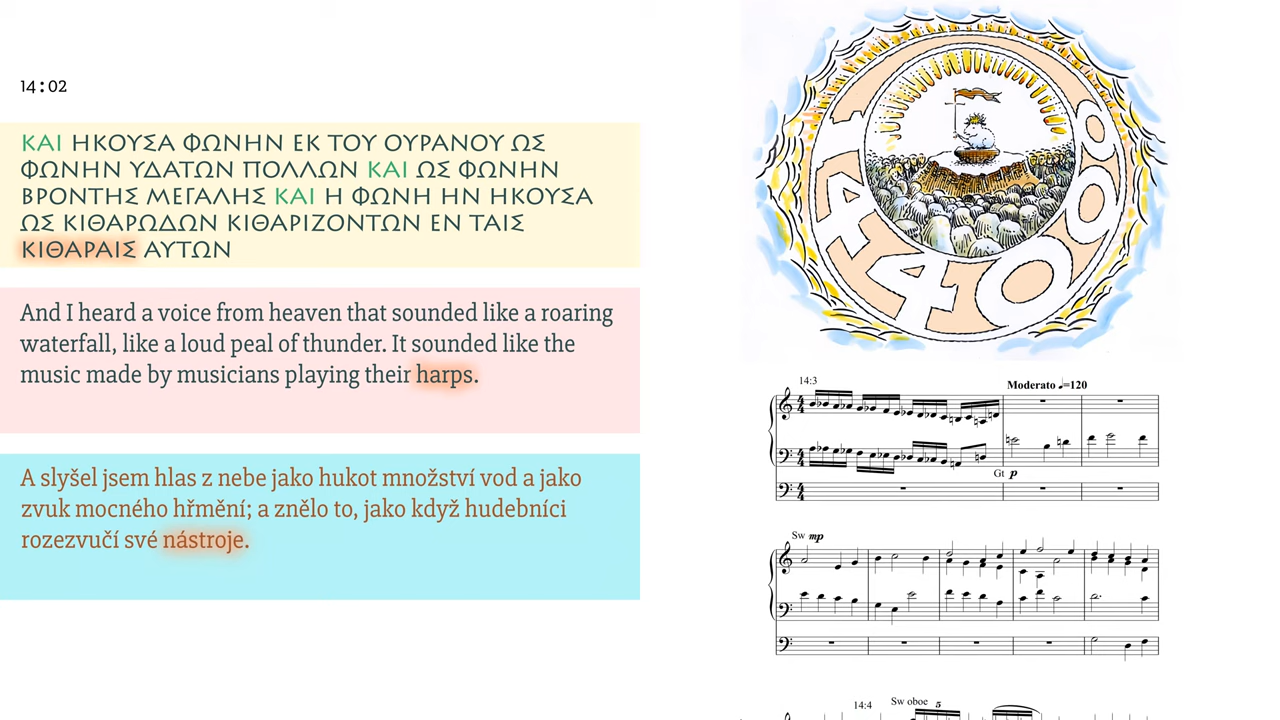 14:02
ΚΑΙ ΗΚΟΥΣΑ ΦΩΝΗΝ ΕΚ ΤΟΥ ΟΥΡΑΝΟΥ ΩΣ
ΦΩΝΗΝ ΥΔΑΤΩΝ ΠΟΛΛΩΝ ΚΑΙ ΩΣ ΦΩΝΗΝ
ΒΡΟΝΤΗΣ ΜΕΓΑΛΗΣ ΚΑΙ Η ΦΩΝΗ ΗΝ ΗΚΟΥΣΑ
ΩΣ ΚΙΘΑΡΩΔΩΝ ΚΙΘΑΡΙΖΟΝΤΩΝ ΕΝ ΤΑΙΣ
ΚΙΘΑΡΑΙΣ ΑΥΤΩΝ
And I heard a voice from heaven that sounded like a roaring
waterfall, like a loud peal of thunder. It sounded like the
music made by musicians playing their harps.
A slyšel jsem hlas z nebe jako hukot množství vod a jako
zvuk mocného hřmění; a znělo to, jako když hudebníci
rozezvučí své nástroje.
144000
14:3
Moderato ♩=120
Gt p
Sw mp
14:4 Sw oboe 5